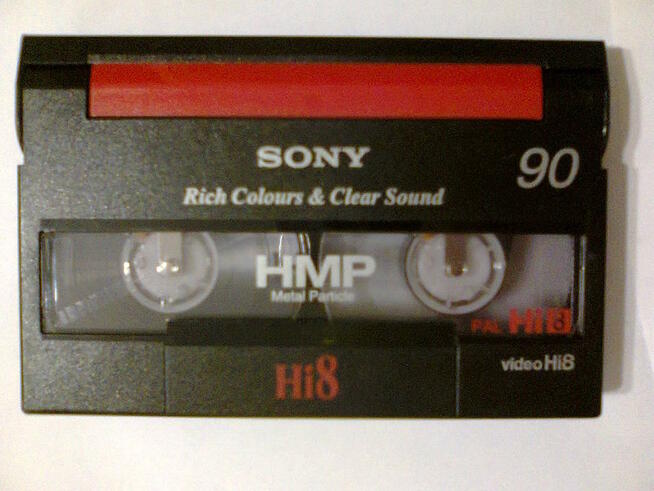 SONY
90
Rich Colours & Clear Sound
HMP
Metal Particle
PAL Hi8
video Hi8
Hi8